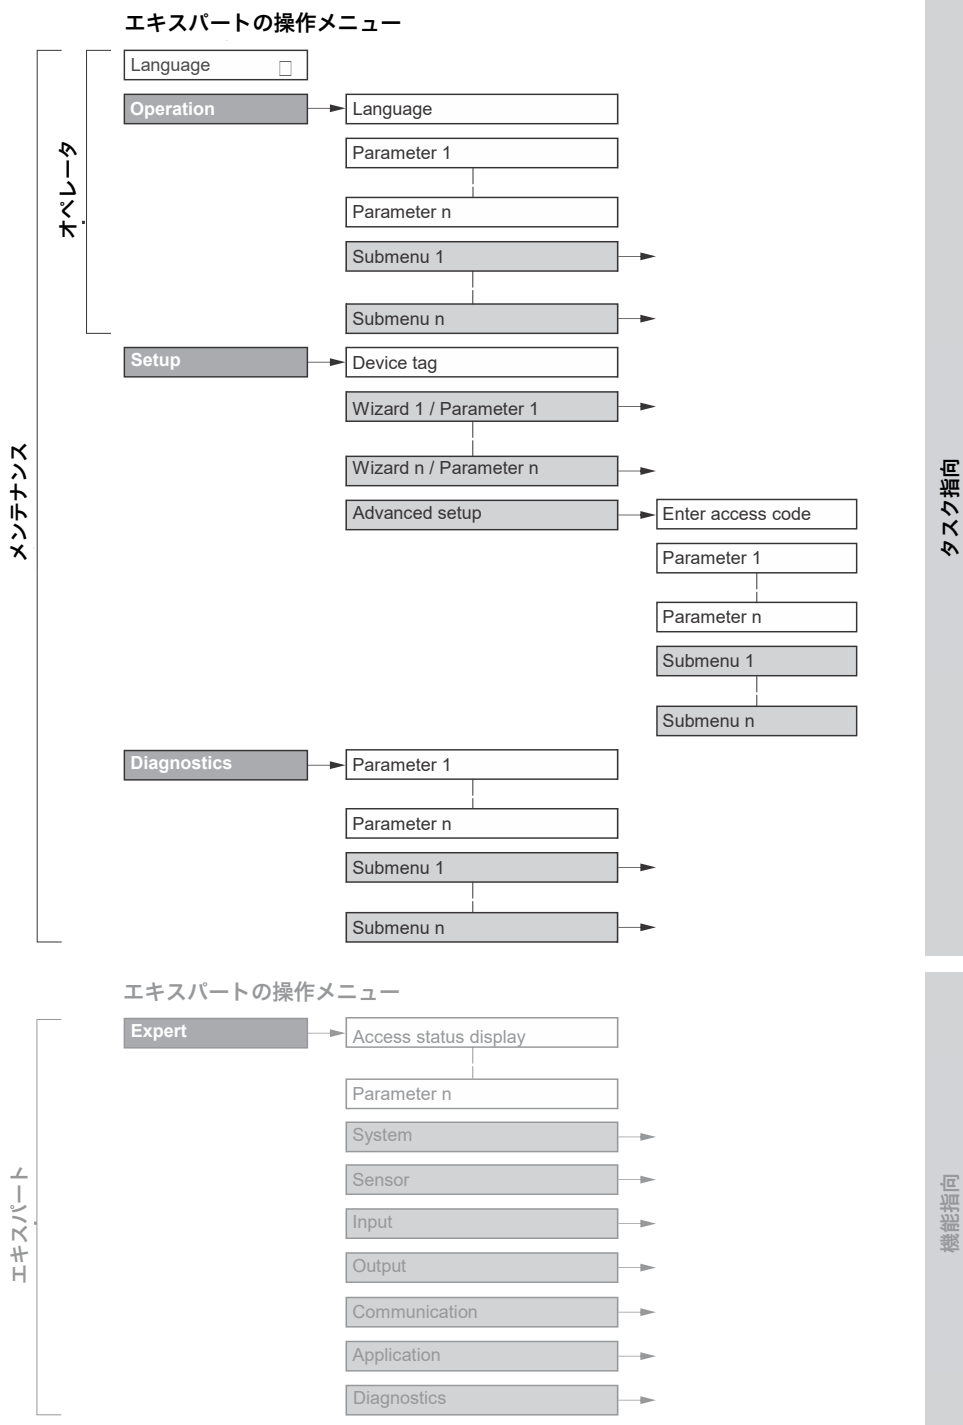 エキスパートの操作メニュー
Language
Operation
Language
Parameter 1
Parameter n
Submenu 1
Submenu n
オペレータ
Setup
Device tag
Wizard 1 / Parameter 1
Wizard n / Parameter n
Advanced setup
Enter access code
Parameter 1
Parameter n
Submenu 1
Submenu n
メンテナンス
タスク指向
Diagnostics
Parameter 1
Parameter n
Submenu 1
Submenu n
エキスパートの操作メニュー
Expert
Access status display
Parameter n
System
Sensor
Input
Output
Communication
Application
Diagnostics
エキスパート
機能指向